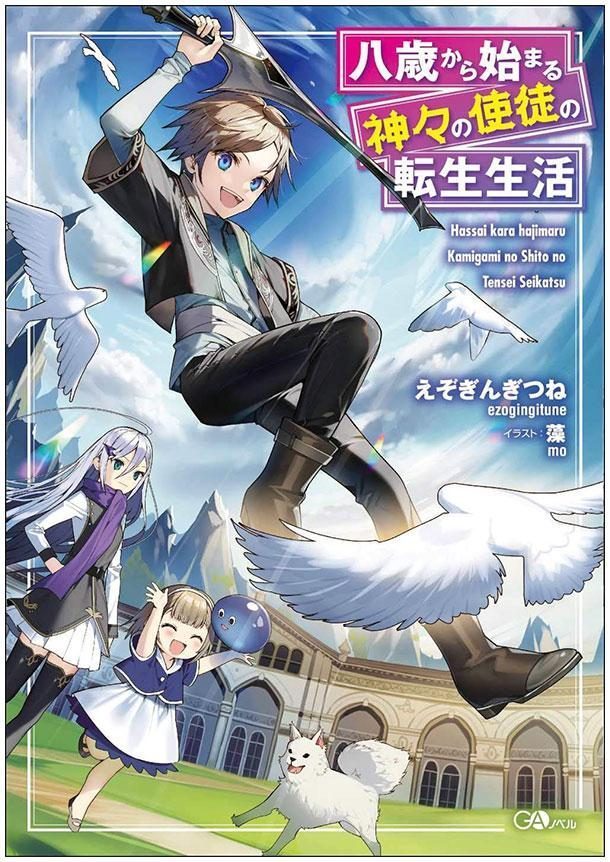 八歳から始まる
神々の使徒の
転生生活
Hassai kara hajimaru
Kamigami no Shito no
Tensei Seikatsu
えぞぎんぎつね
ezogingitune
イラスト:藻
mo
GAノベル